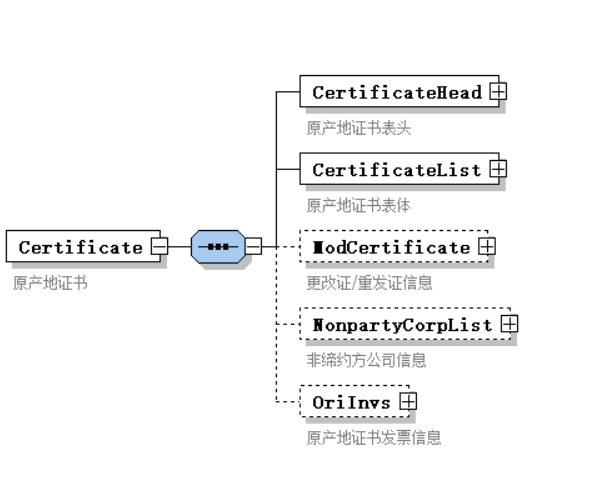 CertificateHead
原产地证书表头
CertificateList
原产地证书表体
Certificate
原产地证书
ModCertificate
更改证/重发证信息
NonpartyCorpList
非缔约方公司信息
OriInvs
原产地证书发票信息